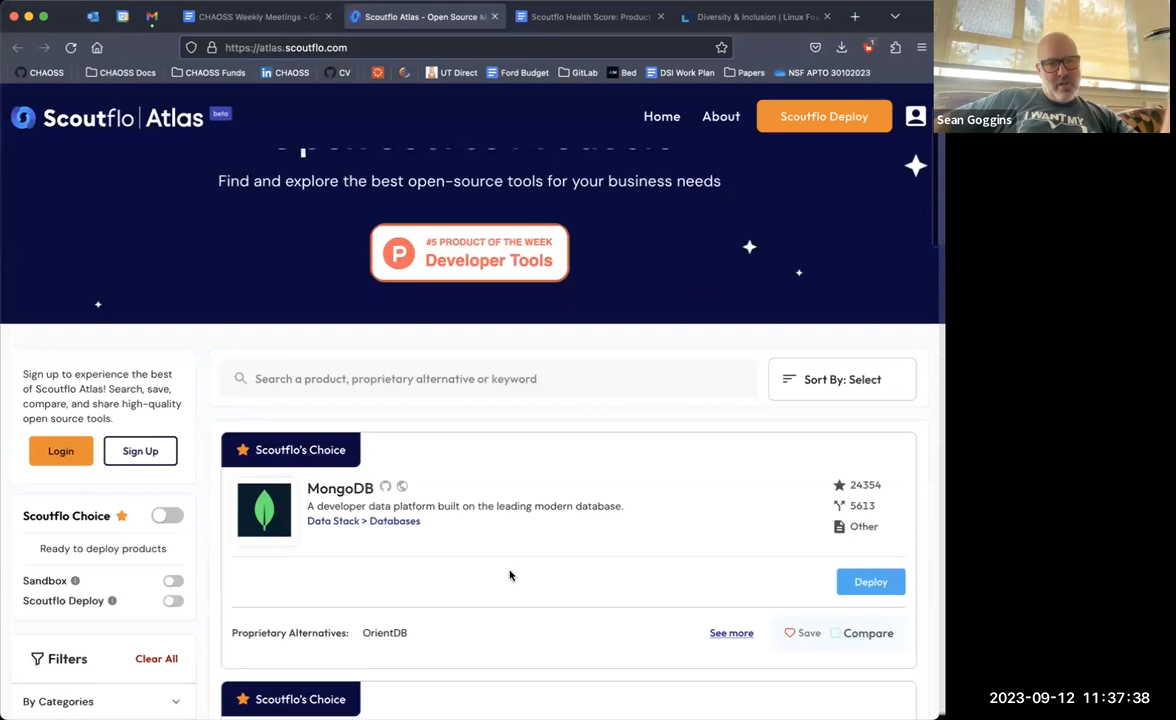 CHAOSS Weekly Meetings - Go
Scoutflo Atlas - Open Source M
Scoutflo Health Score: Product
Diversity & Inclusion | Linux Fo
https://atlas.scoutflo.com
CHAOSS
CHAOSS Docs
CHAOSS Funds
CHAOSS
CV
UT Direct
Ford Budget
GitLab
Bed
DSI Work Plan
Papers
NSF APTO 30102023
Sean Goggins
I WANT MY
Scoutflo | Atlas beta
Home
About
Scoutflo Deploy
Find and explore the best open-source tools for your business needs
#5 PRODUCT OF THE WEEK
Developer Tools
Sign up to experience the best
of Scoutflo Atlas! Search, save,
compare, and share high-quality
open source tools.
Login
Sign Up
Search a product, proprietary alternative or keyword
Sort By: Select
Scoutflo Choice
Ready to deploy products
Sandbox
Scoutflo Deploy
Filters
Clear All
By Categories
Scoutflo's Choice
MongoDB
A developer data platform built on the leading modern database.
Data Stack > Databases
24354
5613
Other
Deploy
Proprietary Alternatives: OrientDB
See more
Save
Compare
Scoutflo's Choice
2023-09-12 11:37:38